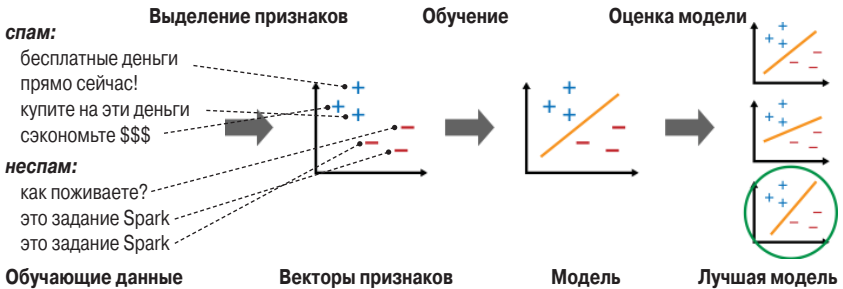 Выделение признаков
Обучение
Оценка модели
спам:
бесплатные деньги
прямо сейчас!
купите на эти деньги
сэкономьте $$$
неспам:
как поживаете?
это задание Spark
это задание Spark
Обучающие данные
Векторы признаков
Модель
Лучшая модель